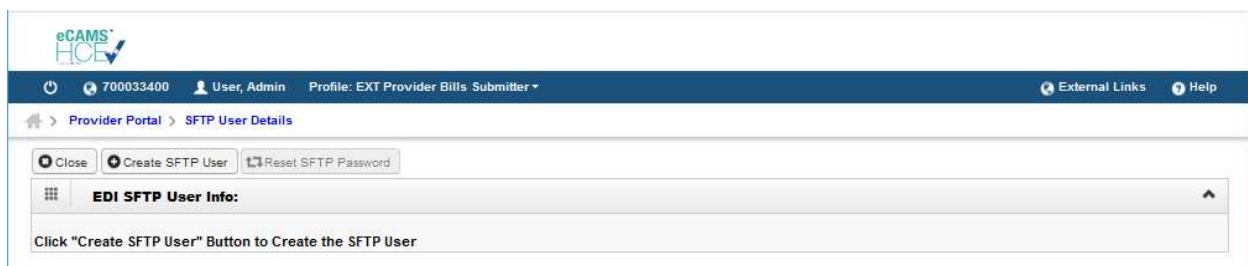 eCAMS
HCE
700033400 User, Admin Profile: EXT Provider Bills Submitter External Links Help
> Provider Portal > SFTP User Details
Close Create SFTP User Reset SFTP Password
EDI SFTP User Info:
Click "Create SFTP User" Button to Create the SFTP User